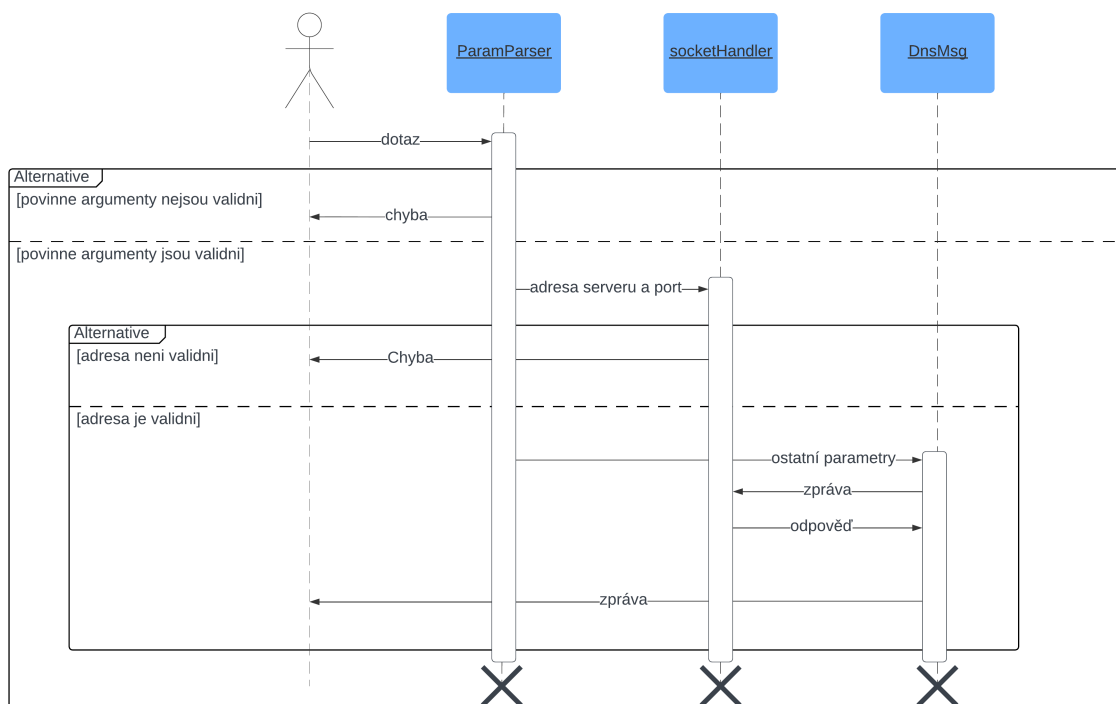 ParamParser
socketHandler
DnsMsg
dotaz
Alternative
[povinne argumenty nejsou validni]
chyba
[povinne argumenty jsou validni]
adresa serveru a port
Alternative
[adresa neni validni]
Chyba
[adresa je validni]
ostatní parametry
zpráva
odpověď
zpráva